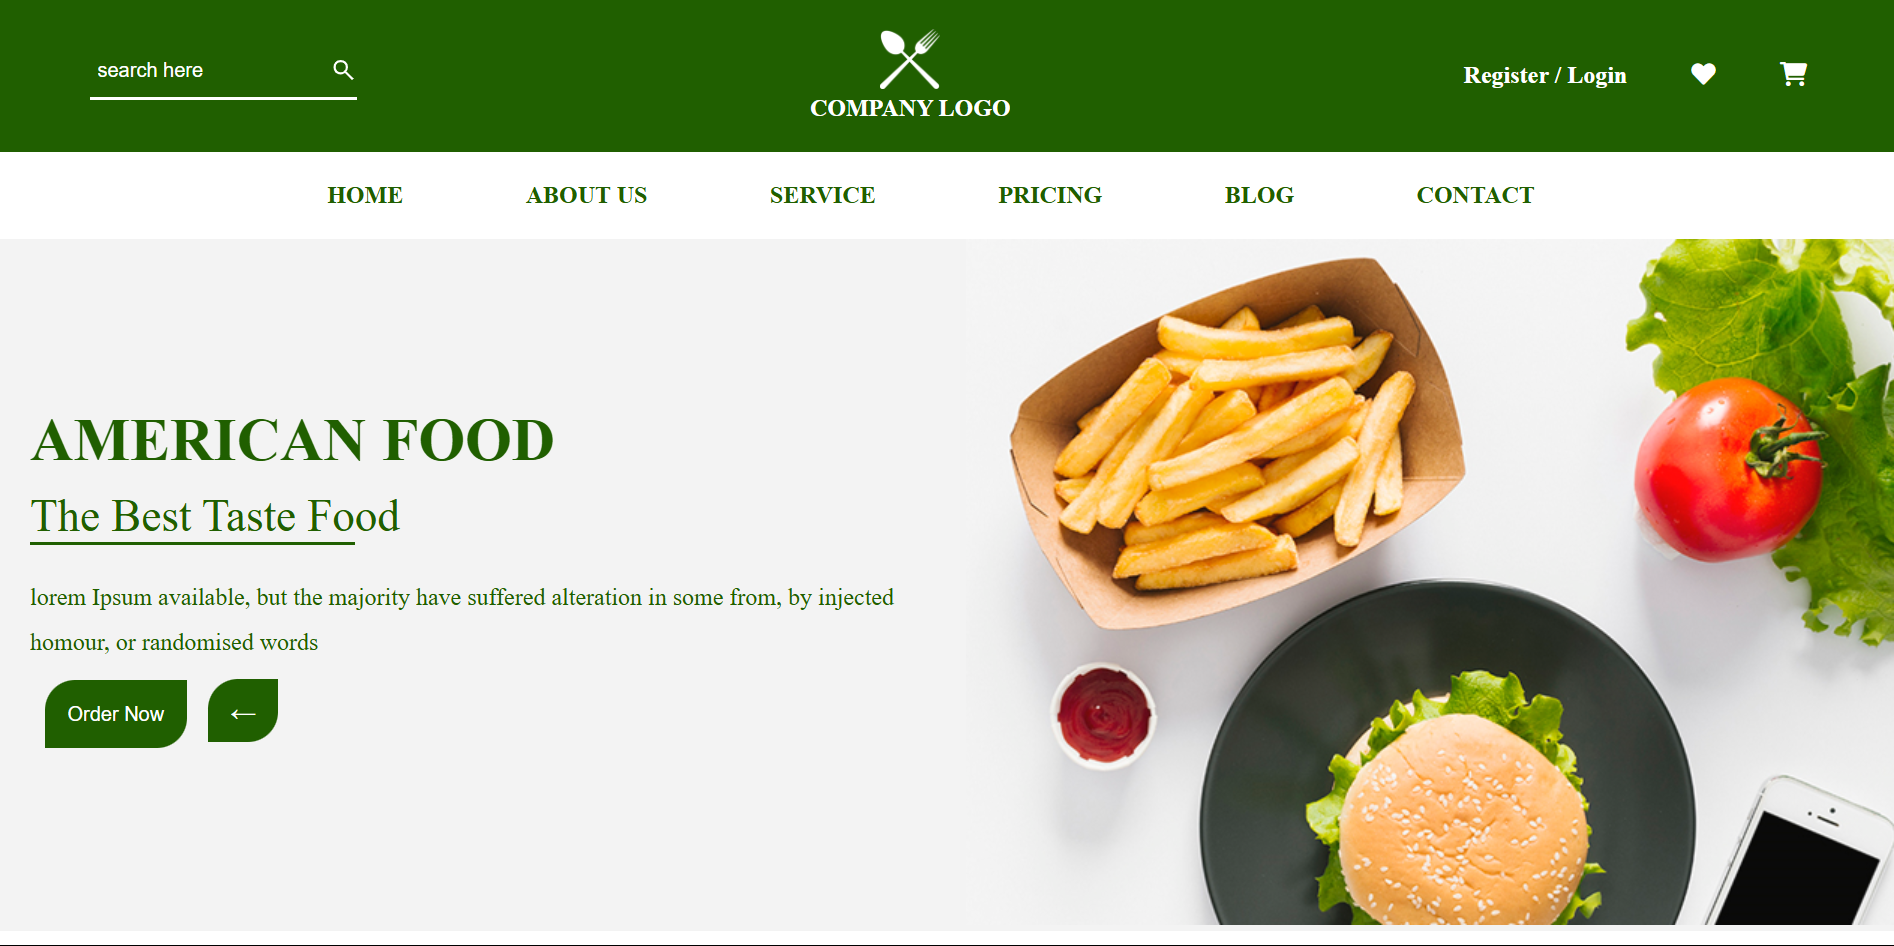 search here
COMPANY LOGO
Register / Login
HOME ABOUT US SERVICE PRICING BLOG CONTACT
AMERICAN FOOD
The Best Taste Food
lorem Ipsum available, but the majority have suffered alteration in some from, by injected
homour, or randomised words
Order Now ←